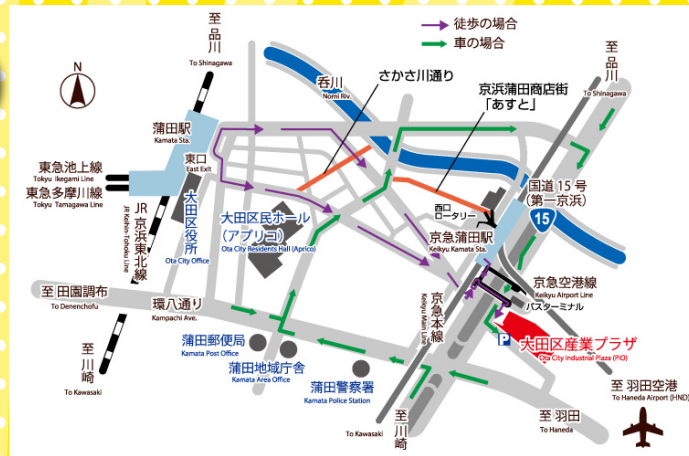 徒歩の場合
車の場合
至 品川
To Shinagawa
N
呑川
Nomi Riv.
さかさ川通り
京浜蒲田商店街
「あすと」
至 品川
To Shinagawa
蒲田駅
Kamata Sta.
東口
East Exit
東急池上線
Tokyu Ikegami Line
東急多摩川線
Tokyu Tamagawa Line
JR 京浜東北線
JR Keihin-Tohoku Line
大田区役所
Ota City Office
大田区民ホール
（アプリコ）
Ota City Residents Hall (Aprico)
西口
ロータリー
京急蒲田駅
Keikyu Kamata Sta.
国道 15 号
（第一京浜）
15
京急空港線
Keikyu Airport Line
バスターミナル
至 田園調布
To Denenchofu
環八通り
Kampachi Ave.
京急本線
Keikyu Main Line
P
大田区産業プラザ
Ota City Industrial Plaza (PiO)
蒲田郵便局
Kamata Post Office
蒲田地域庁舎
Kamata Area Office
蒲田警察署
Kamata Police Station
至 川崎
To Kawasaki
至 川崎
To Kawasaki
至 羽田
To Haneda
至 羽田空港
To Haneda Airport (HND)